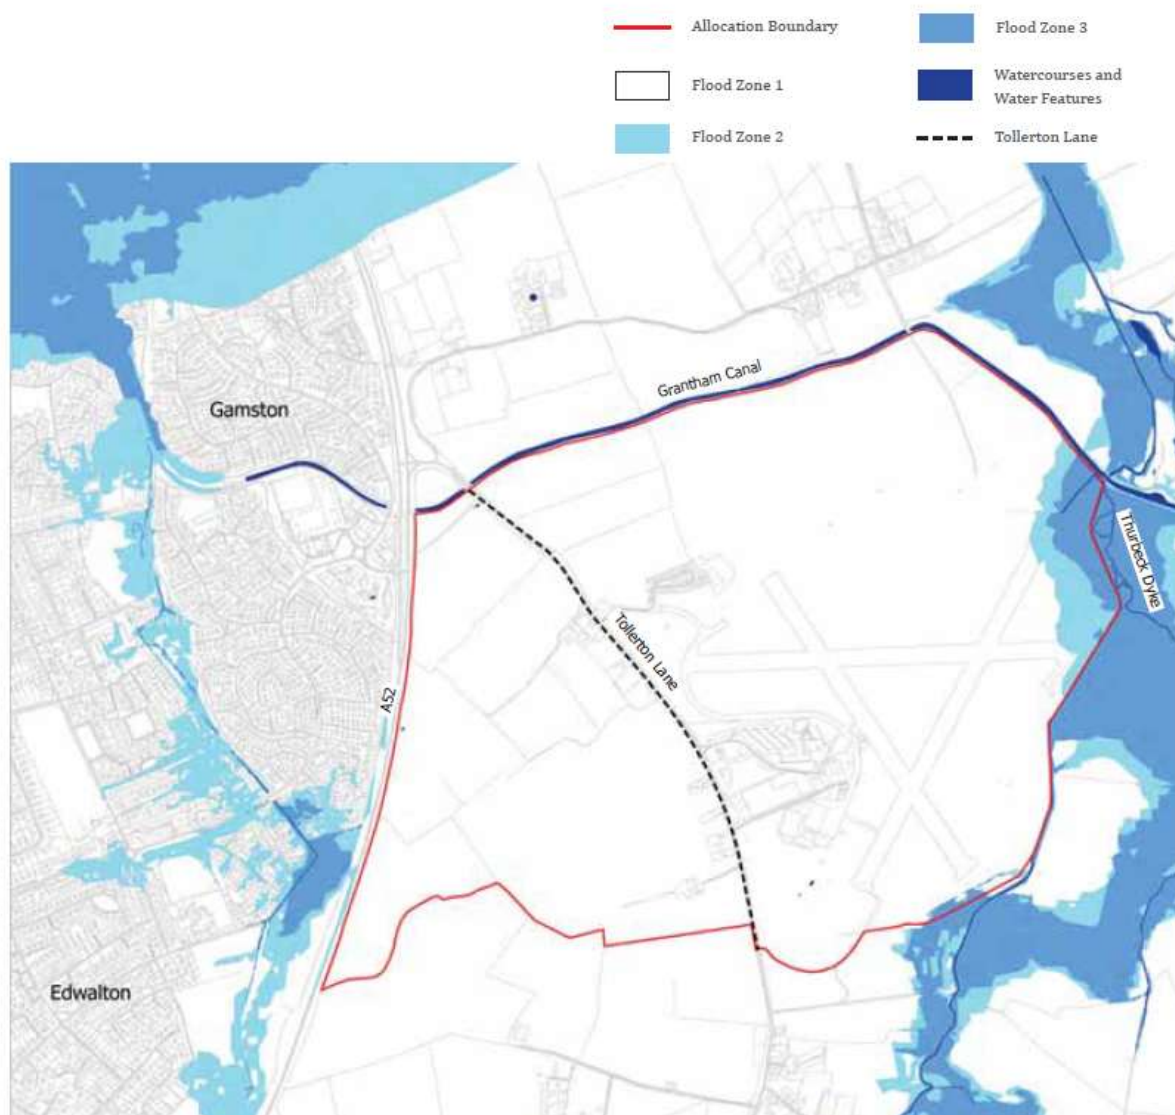 Allocation Boundary
Flood Zone 1
Flood Zone 2
Flood Zone 3
Watercourses and
Water Features
Tollerton Lane
Gamston
Grantham Canal
Thurbeck Dyke
Tollerton Lane
A52
Edwalton